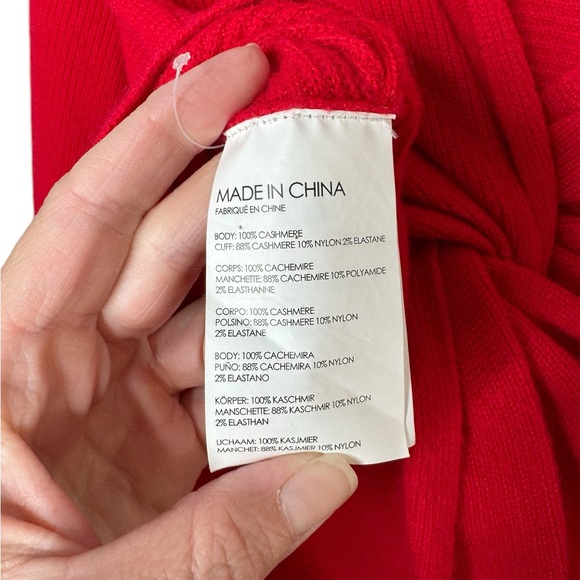 MADE IN CHINA
FABRIQUÉ EN CHINE
BODY: 100% CASHMERE
CUFF: 88% CASHMERE 10% NYLON 2% ELASTANE
CORPS: 100% CACHEMIRE
MANCHETTE: 88% CACHEMIRE 10% POLYAMIDE
2% ELASTHANNE
CORPO: 100% CASHMERE
POLSINO: 88% CASHMERE 10% NYLON
2% ELASTANE
BODY: 100% CACHEMIRA
PUÑO: 88% CACHEMIRA 10% NYLON
2% ELASTANO
KÖRPER: 100% KASCHMIR
MANSCHETTE: 88% KASCHMIR 10% NYLON
2% ELASTHAN
LICHAAM: 100% KASJMIER
MANCHET: 88% KASJMIER 10% NYLON